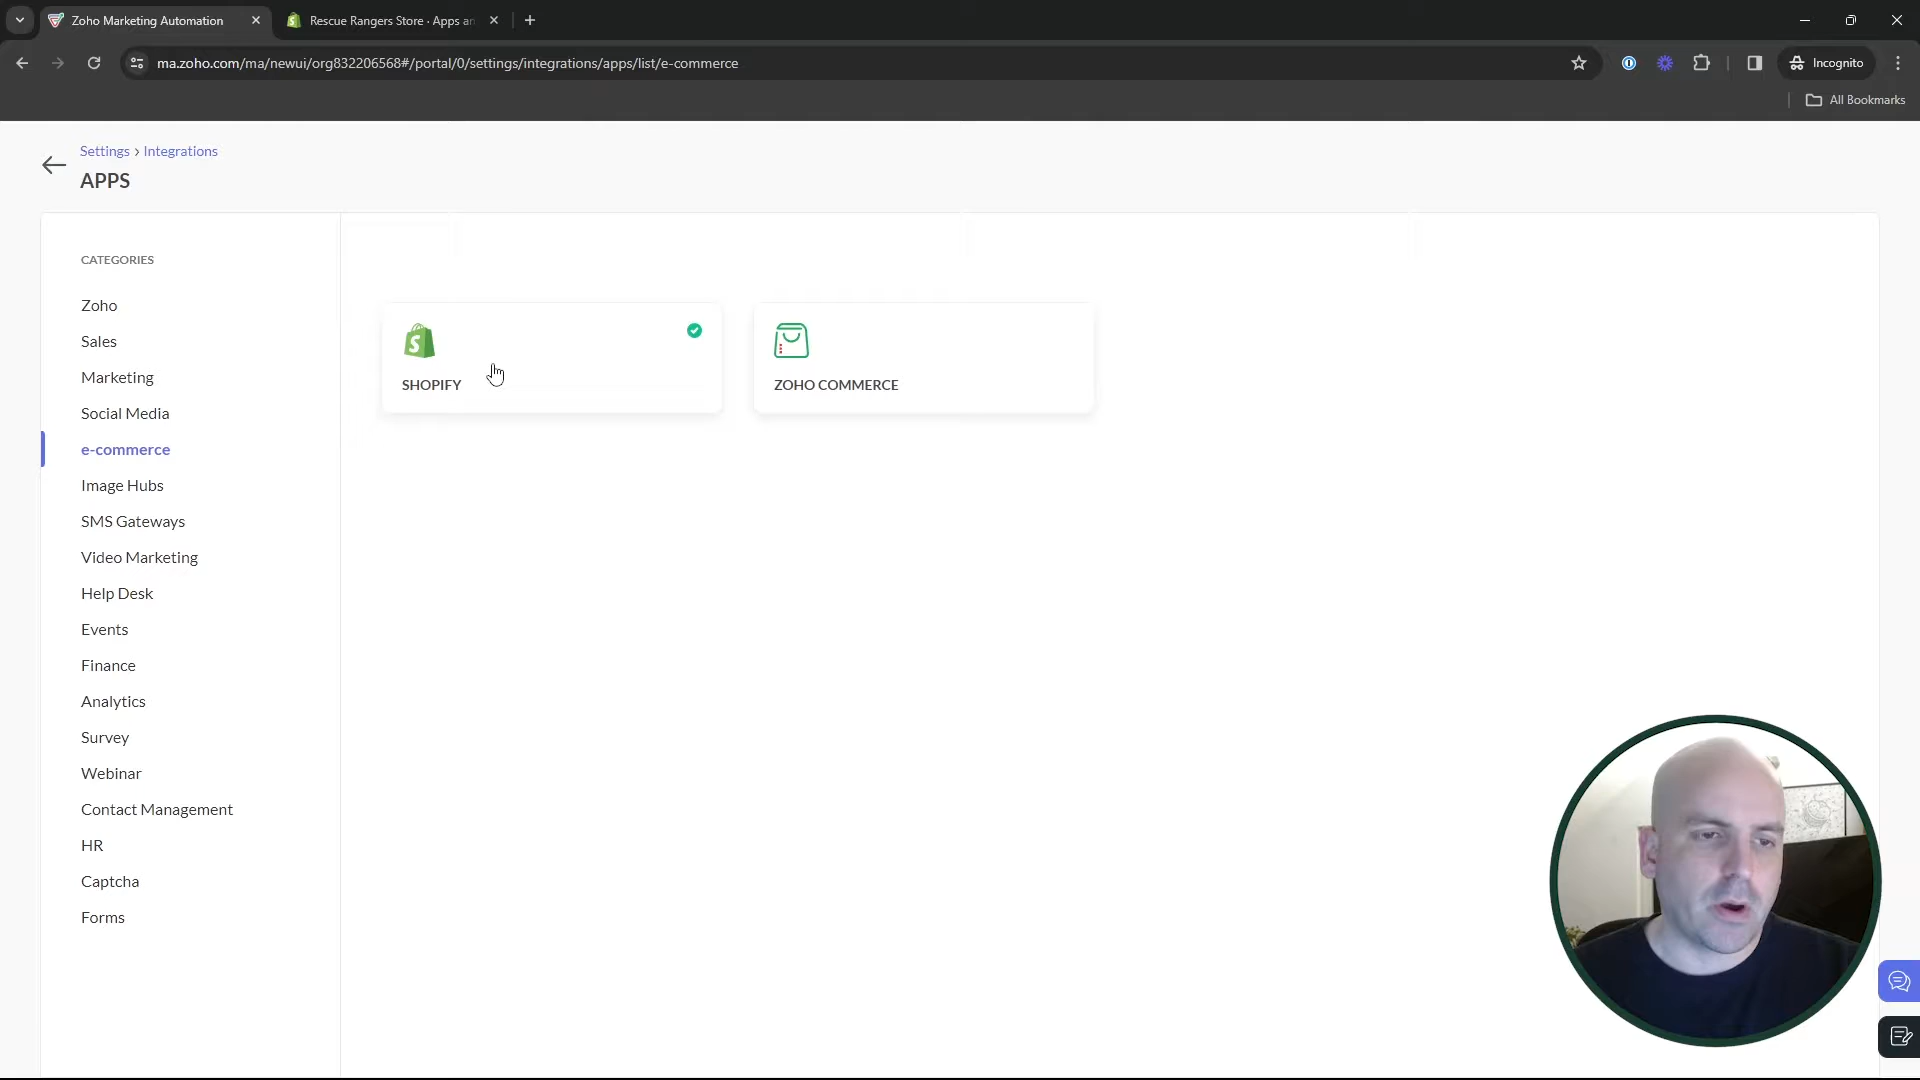 Zoho Marketing Automation
Rescue Rangers Store · Apps an
ma.zoho.com/ma/newui/org832206568#/portal/0/settings/integrations/apps/list/e-commerce
Incognito
All Bookmarks
Settings › Integrations
APPS
CATEGORIES
Zoho
Sales
Marketing
Social Media
e-commerce
Image Hubs
SMS Gateways
Video Marketing
Help Desk
Events
Finance
Analytics
Survey
Webinar
Contact Management
HR
Captcha
Forms
SHOPIFY
ZOHO COMMERCE